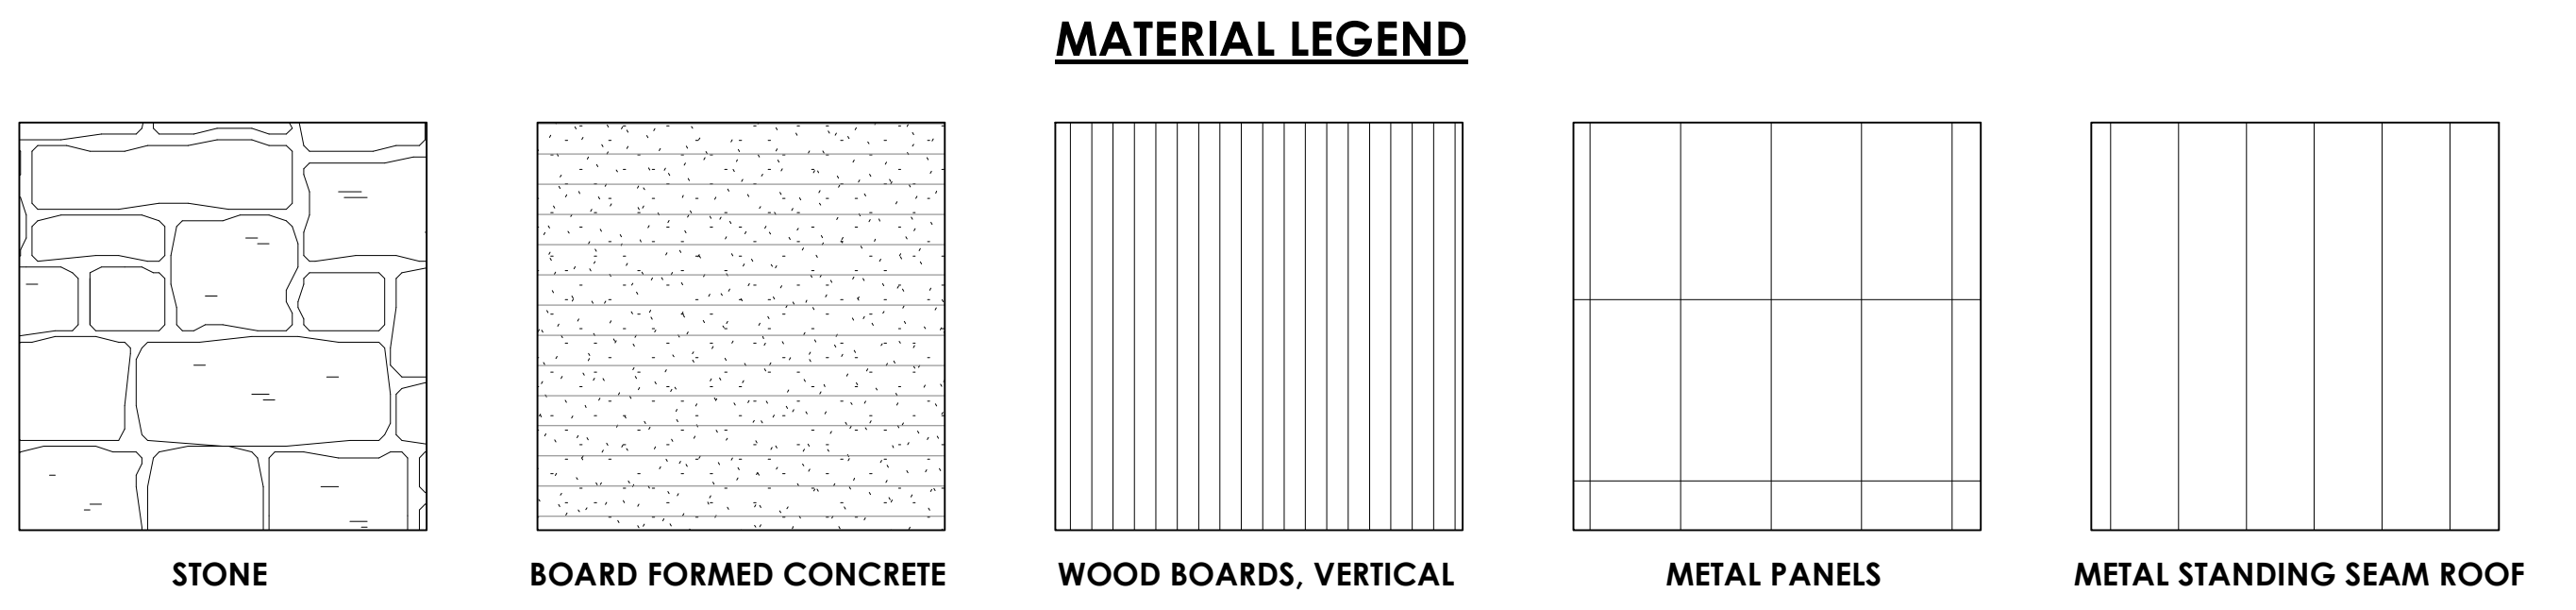 MATERIAL LEGEND
STONE
BOARD FORMED CONCRETE
WOOD BOARDS, VERTICAL
METAL PANELS
METAL STANDING SEAM ROOF